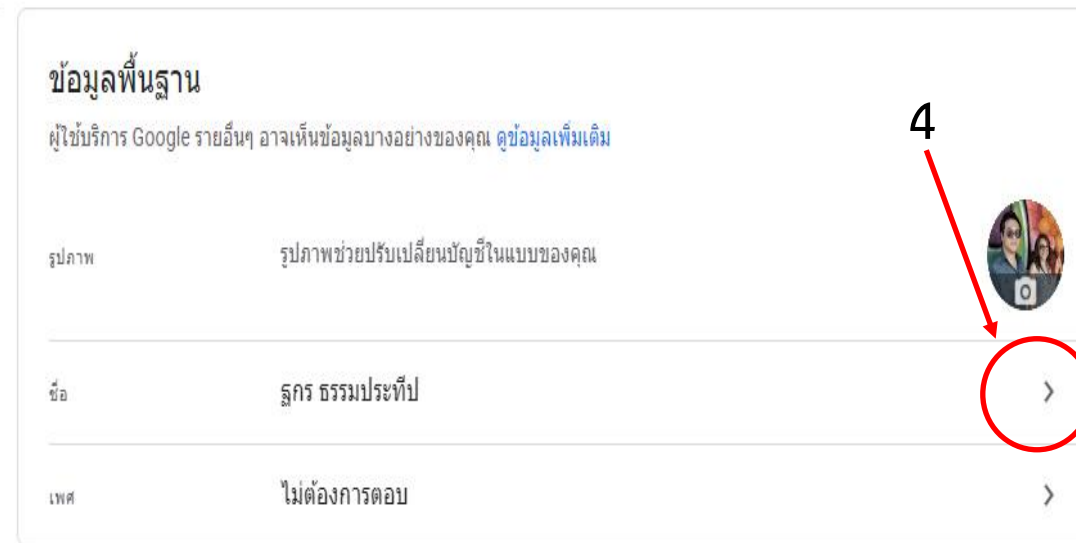 ข้อมูลพื้นฐาน
ผู้ใช้บริการ Google รายอื่นๆ อาจเห็นข้อมูลบางอย่างของคุณ ดูข้อมูลเพิ่มเติม
4
รูปภาพ รูปภาพช่วยปรับเปลี่ยนบัญชีในแบบของคุณ
ชื่อ ฐกร ธรรมประทีป
เพศ ไม่ต้องการตอบ